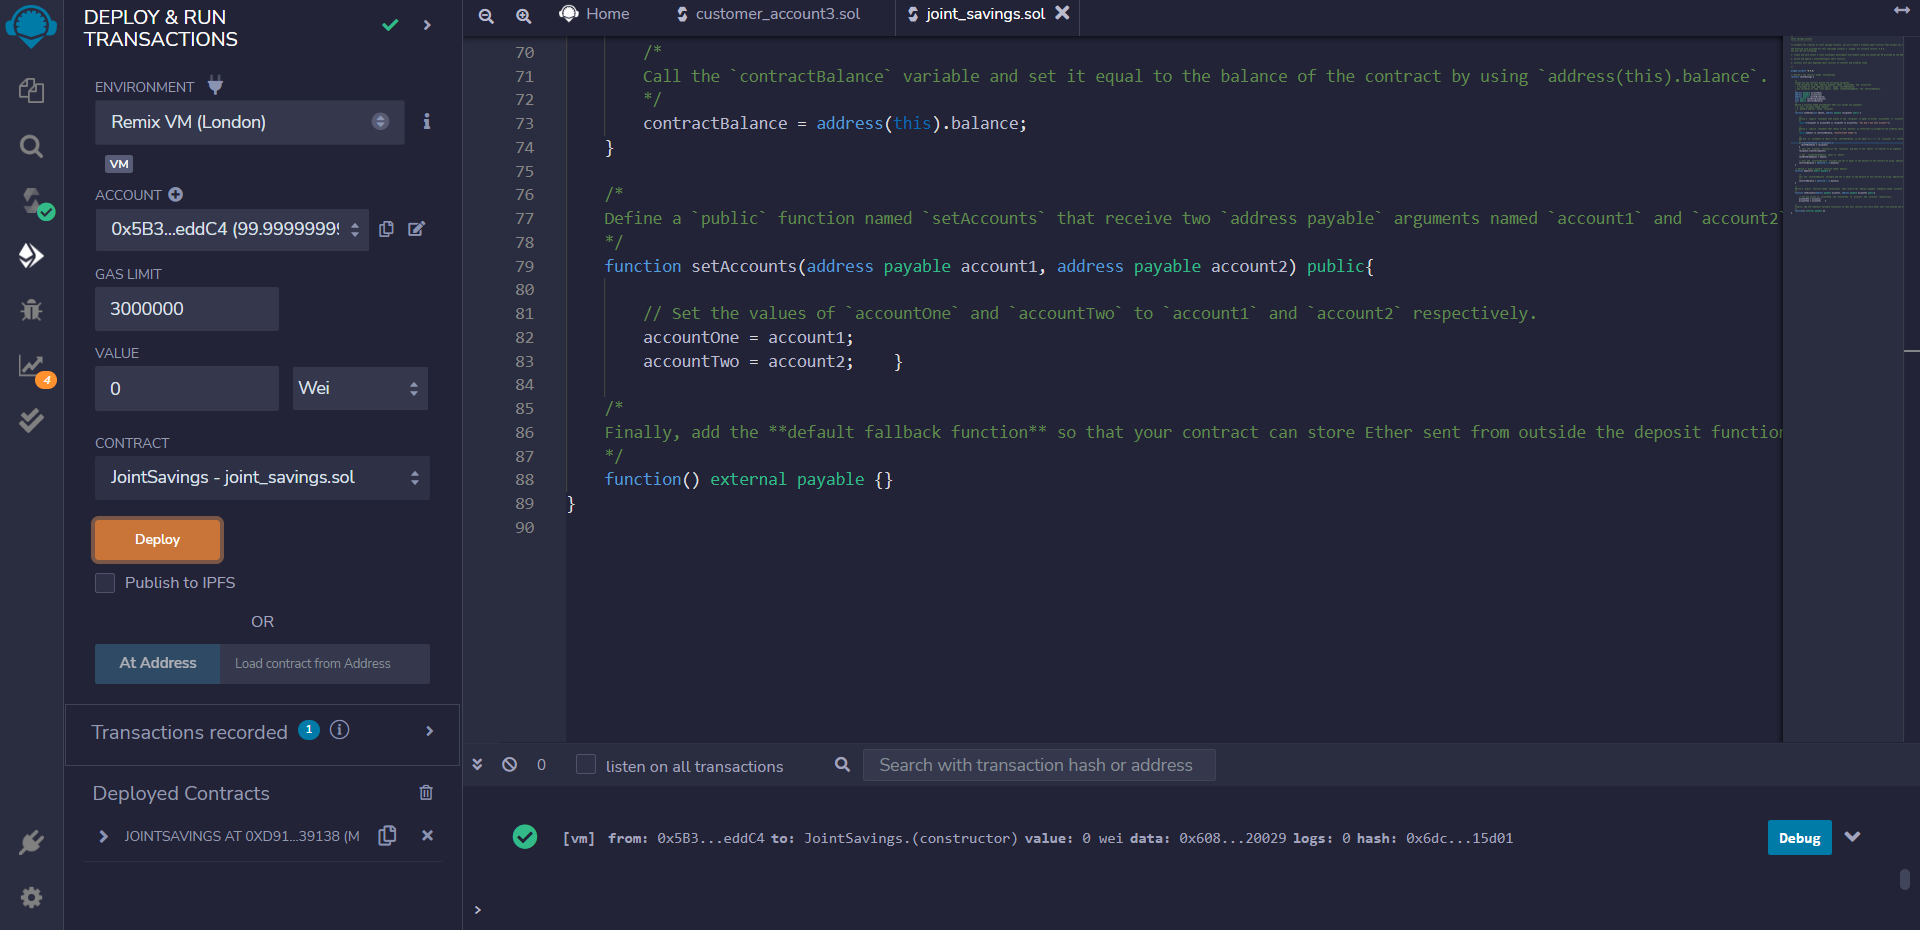 DEPLOY & RUN
TRANSACTIONS
ENVIRONMENT
Remix VM (London)
VM
ACCOUNT
0x5B3...eddC4 (99.9999999
GAS LIMIT
3000000
VALUE
0
Wei
CONTRACT
JointSavings - joint_savings.sol
Deploy
Publish to IPFS
OR
At Address
Load contract from Address
Transactions recorded 1
Deployed Contracts
JOINTSAVINGS AT 0XD91...39138 (M
4
Home
customer_account3.sol
joint_savings.sol
70 /*
71 Call the `contractBalance` variable and set it equal to the balance of the contract by using `address(this).balance`.
72 */
73 contractBalance = address(this).balance;
74 }
75
76 /*
77 Define a `public` function named `setAccounts` that receive two `address payable` arguments named `account1` and `account2
78 */
79 function setAccounts(address payable account1, address payable account2) public{
80
81 // Set the values of `accountOne` and `accountTwo` to `account1` and `account2` respectively.
82 accountOne = account1;
83 accountTwo = account2;    }
84
85 /*
86 Finally, add the **default fallback function** so that your contract can store Ether sent from outside the deposit function
87 */
88 function() external payable {}
89 }
90
0
listen on all transactions
Search with transaction hash or address
[vm] from: 0x5B3...eddC4 to: JointSavings.(constructor) value: 0 wei data: 0x608...20029 logs: 0 hash: 0x6dc...15d01
Debug
>